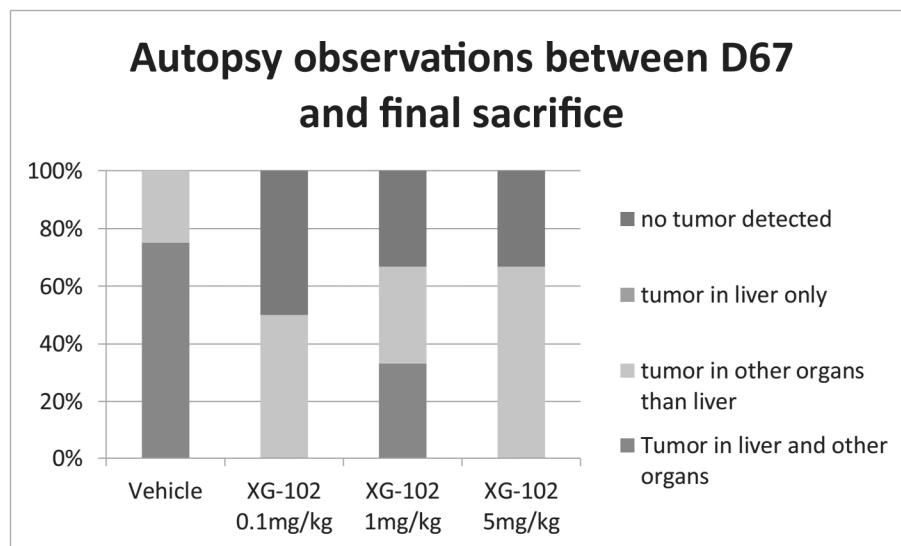 Autopsy observations between D67
and final sacrifice
100%
80%
60%
40%
20%
0%
Vehicle
XG-102
0.1mg/kg
XG-102
1mg/kg
XG-102
5mg/kg
no tumor detected
tumor in liver only
tumor in other organs
than liver
Tumor in liver and other
organs